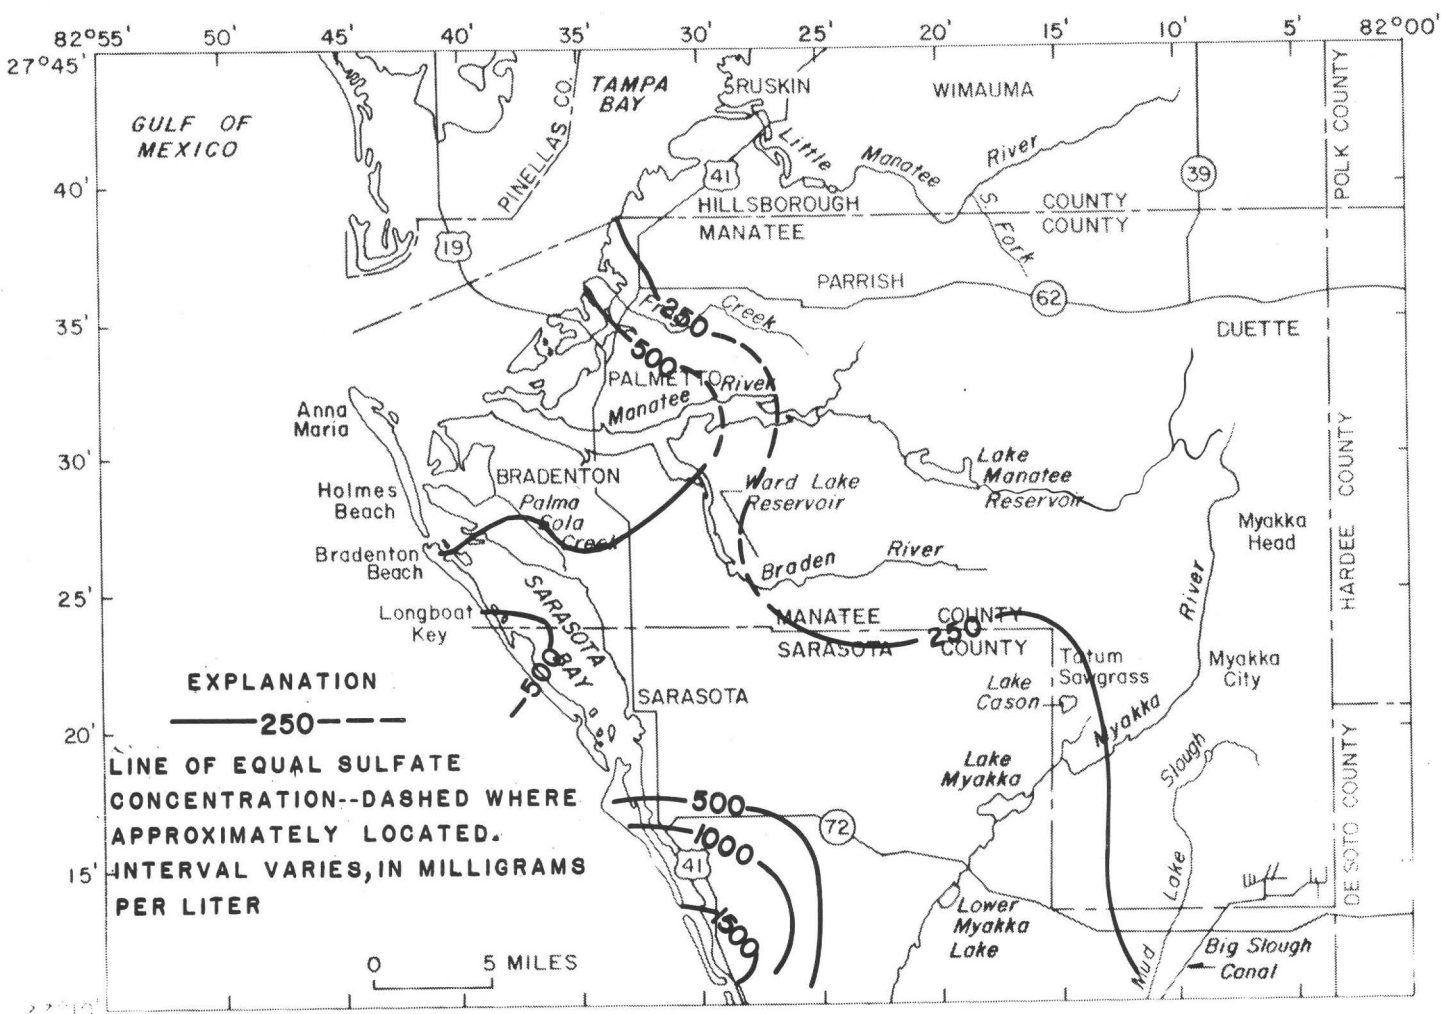 82°55' 50' 45' 40' 35' 30' 25' 20' 15' 10' 5' 82°00'
27°45'
GULF OF
MEXICO
PINELLAS CO.
TAMPA
BAY
RUSKIN
WIMAUMA
POLK COUNTY
Little Manatee River
40'
41
39
HILLSBOROUGH COUNTY
MANATEE COUNTY
S. Fork
19
PARRISH
62
35'
250
Creek
DUETTE
500
PALMETTO
Manatee River
Anna
Maria
30'
BRADENTON
Lake
Manatee
Reservoir
Ward Lake
Reservoir
HARDEE COUNTY
Holmes
Beach
Palma
Sola
Creek
Myakka
Head
Bradenton
Beach
Braden River
River
25'
Longboat
Key
SARASOTA
BAY
MANATEE COUNTY
250
SARASOTA COUNTY
Tatum
Sawgrass
Myakka
City
500
SARASOTA
Lake
Cason
Myakka
EXPLANATION
250
20'
LINE OF EQUAL SULFATE
CONCENTRATION--DASHED WHERE
APPROXIMATELY LOCATED.
INTERVAL VARIES, IN MILLIGRAMS
PER LITER
Lake
Myakka
Slough
DE SOTO COUNTY
500
1000
72
15'
41
Lake
1500
Lower
Myakka
Lake
Mud
Big Slough
Canal
0 5 MILES